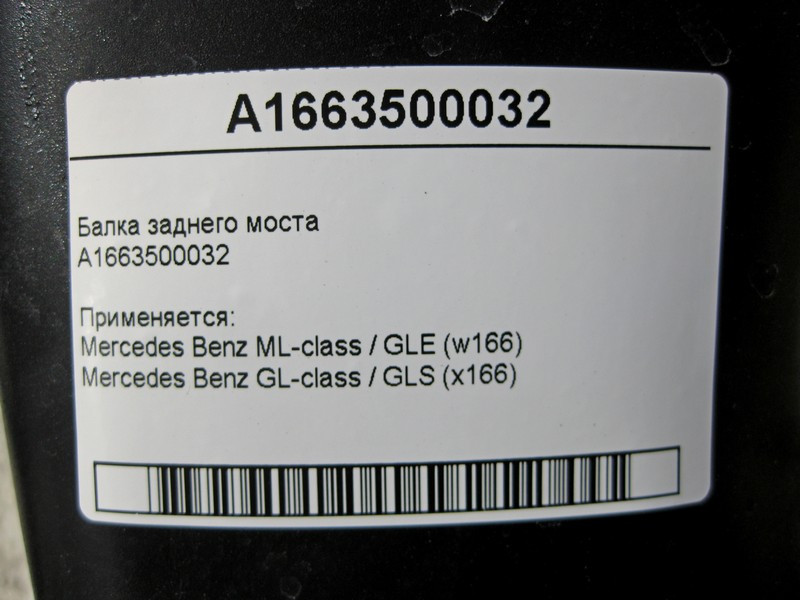 A1663500032
Балка заднего моста
A1663500032
Применяется:
Mercedes Benz ML-class / GLE (w166)
Mercedes Benz GL-class / GLS (x166)